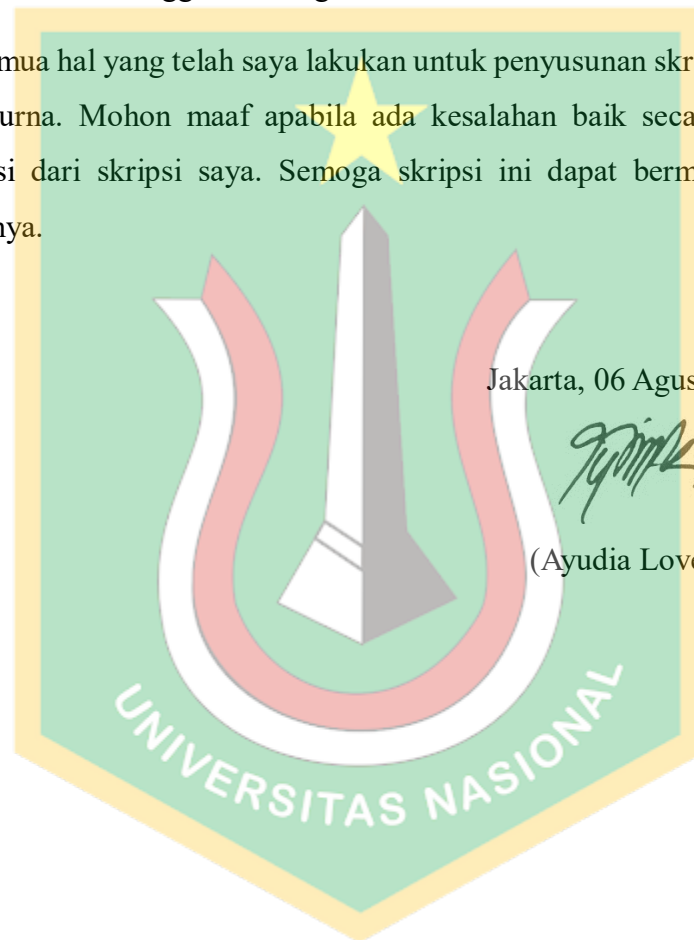 mua hal yang telah saya lakukan untuk penyusunan skr
urna. Mohon maaf apabila ada kesalahan baik seca
si dari skripsi saya. Semoga skripsi ini dapat berm
nya.
Jakarta, 06 Agus
(Ayudia Love
UNIVERSITAS NASIONAL